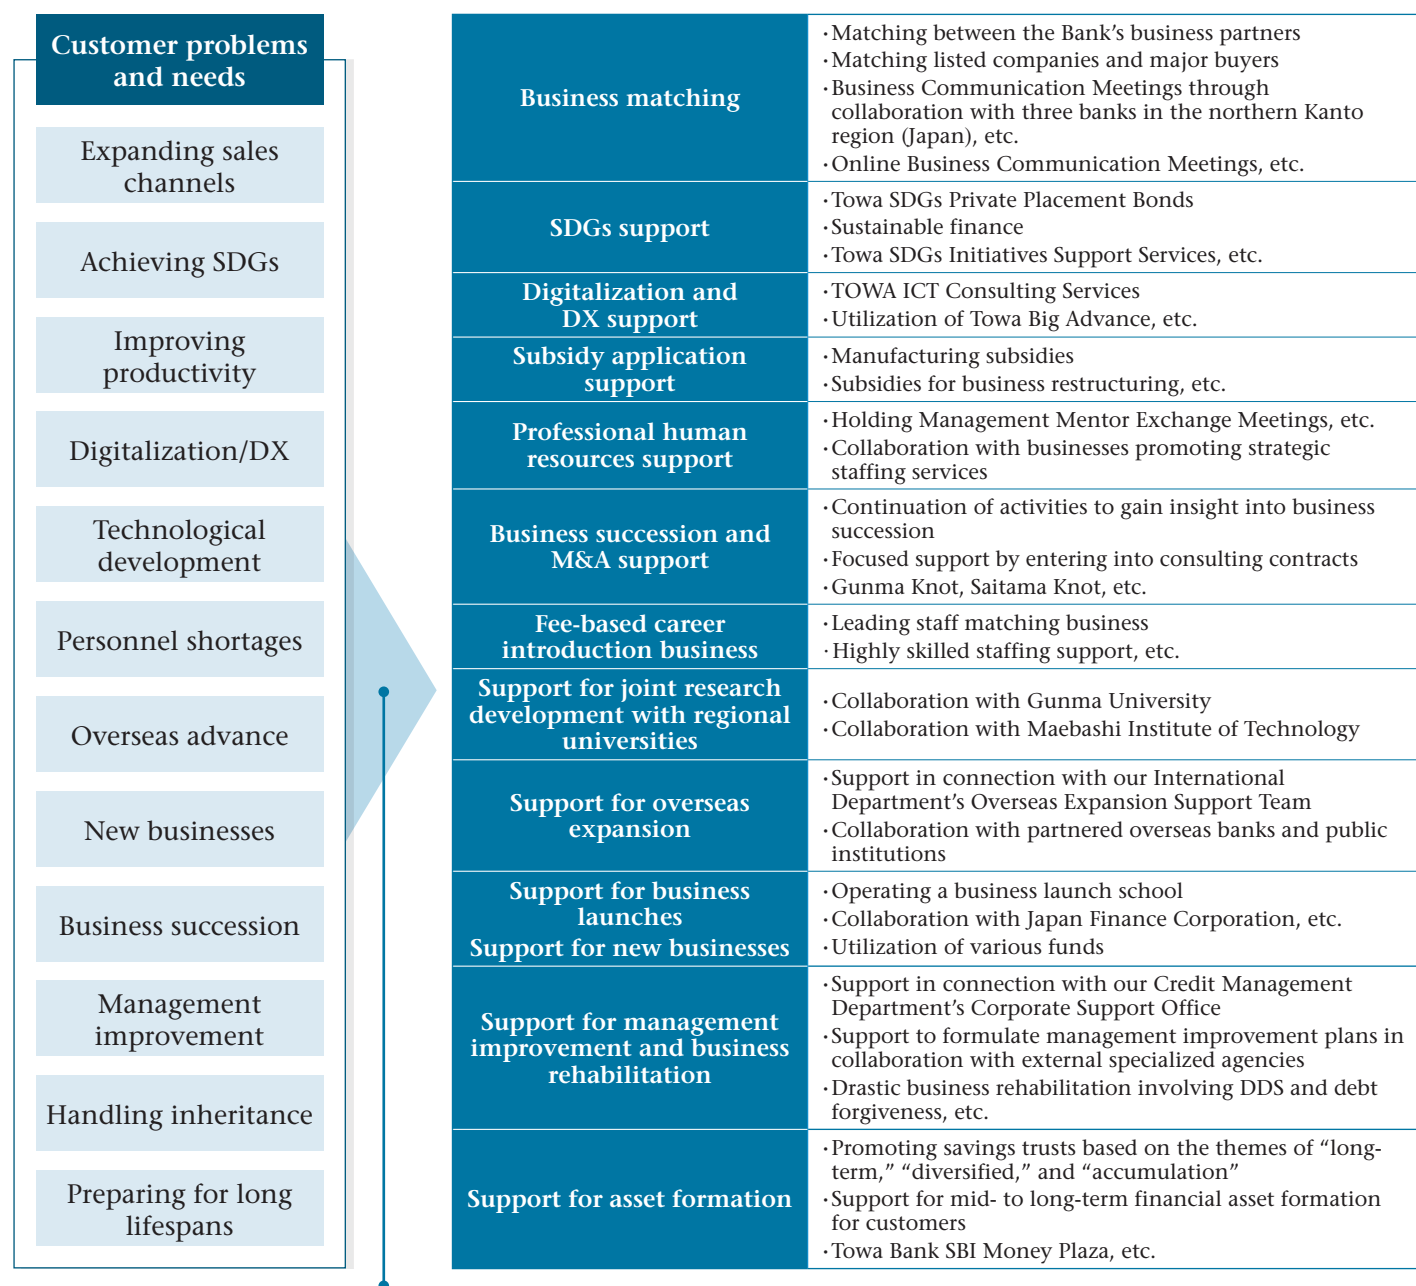 Customer problems
and needs
Expanding sales
channels
Achieving SDGs
Improving
productivity
Digitalization/DX
Technological
development
Personnel shortages
Overseas advance
New businesses
Business succession
Management
improvement
Handling inheritance
Preparing for long
lifespans
Business matching
·Matching between the Bank’s business partners
·Matching listed companies and major buyers
·Business Communication Meetings through
collaboration with three banks in the northern Kanto
region (Japan), etc.
·Online Business Communication Meetings, etc.
SDGs support
·Towa SDGs Private Placement Bonds
·Sustainable finance
·Towa SDGs Initiatives Support Services, etc.
Digitalization and
DX support
·TOWA ICT Consulting Services
·Utilization of Towa Big Advance, etc.
Subsidy application
support
·Manufacturing subsidies
·Subsidies for business restructuring, etc.
Professional human
resources support
·Holding Management Mentor Exchange Meetings, etc.
·Collaboration with businesses promoting strategic
staffing services
Business succession and
M&A support
·Continuation of activities to gain insight into business
succession
·Focused support by entering into consulting contracts
·Gunma Knot, Saitama Knot, etc.
Fee-based career
introduction business
·Leading staff matching business
·Highly skilled staffing support, etc.
Support for joint research
development with regional
universities
·Collaboration with Gunma University
·Collaboration with Maebashi Institute of Technology
Support for overseas
expansion
·Support in connection with our International
Department’s Overseas Expansion Support Team
·Collaboration with partnered overseas banks and public
institutions
Support for business
launches
Support for new businesses
·Operating a business launch school
·Collaboration with Japan Finance Corporation, etc.
·Utilization of various funds
Support for management
improvement and business
rehabilitation
·Support in connection with our Credit Management
Department’s Corporate Support Office
·Support to formulate management improvement plans in
collaboration with external specialized agencies
·Drastic business rehabilitation involving DDS and debt
forgiveness, etc.
Support for asset formation
·Promoting savings trusts based on the themes of “long-
term,” “diversified,” and “accumulation”
·Support for mid- to long-term financial asset formation
for customers
·Towa Bank SBI Money Plaza, etc.